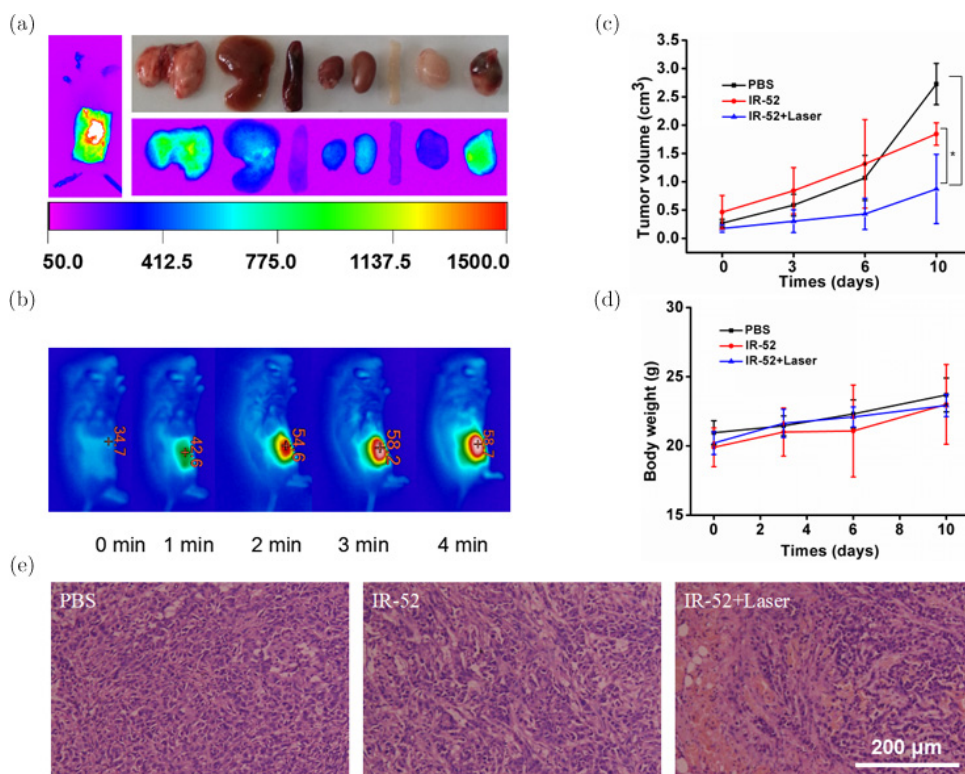 (a)
50.0 412.5 775.0 1137.5 1500.0
(b)
34.7 42.6 54.6 58.2 58.7
0 min 1 min 2 min 3 min 4 min
(c)
Tumor volume (cm³)
3.5
3.0
2.5
2.0
1.5
1.0
0.5
0.0
PBS
IR-52
IR-52+Laser
*
0 3 6 10
Times (days)
(d)
Body weight (g)
30
25
20
15
PBS
IR-52
IR-52+Laser
0 2 4 6 8 10
Times (days)
(e)
PBS IR-52 IR-52+Laser
200 μm